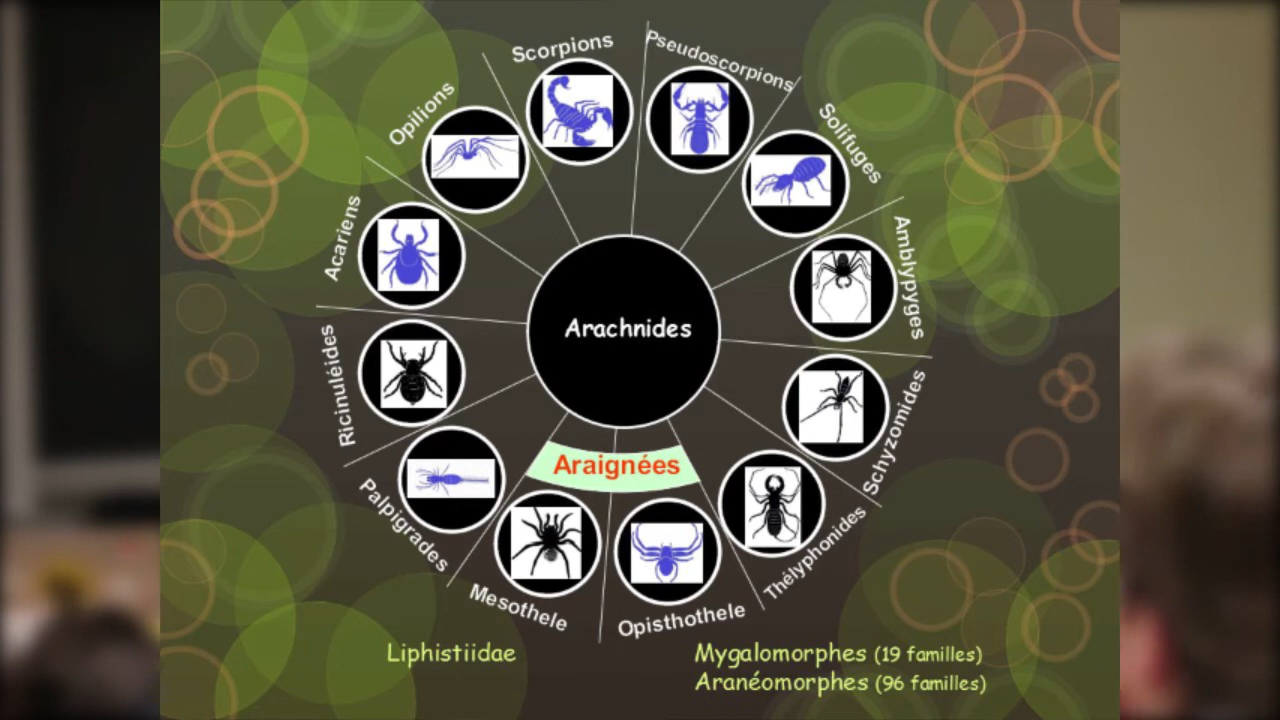 Scorpions
Pseudoscorpions
Opilions
Solifuges
Acariens
Amblypyges
Arachnides
Ricinuléides
Schyzomides
Araignées
Palpigrades
Thélyphonides
Mesothele
Opisthothele
Liphistiidae
Mygalomorphes (19 familles)
Aranéomorphes (96 familles)